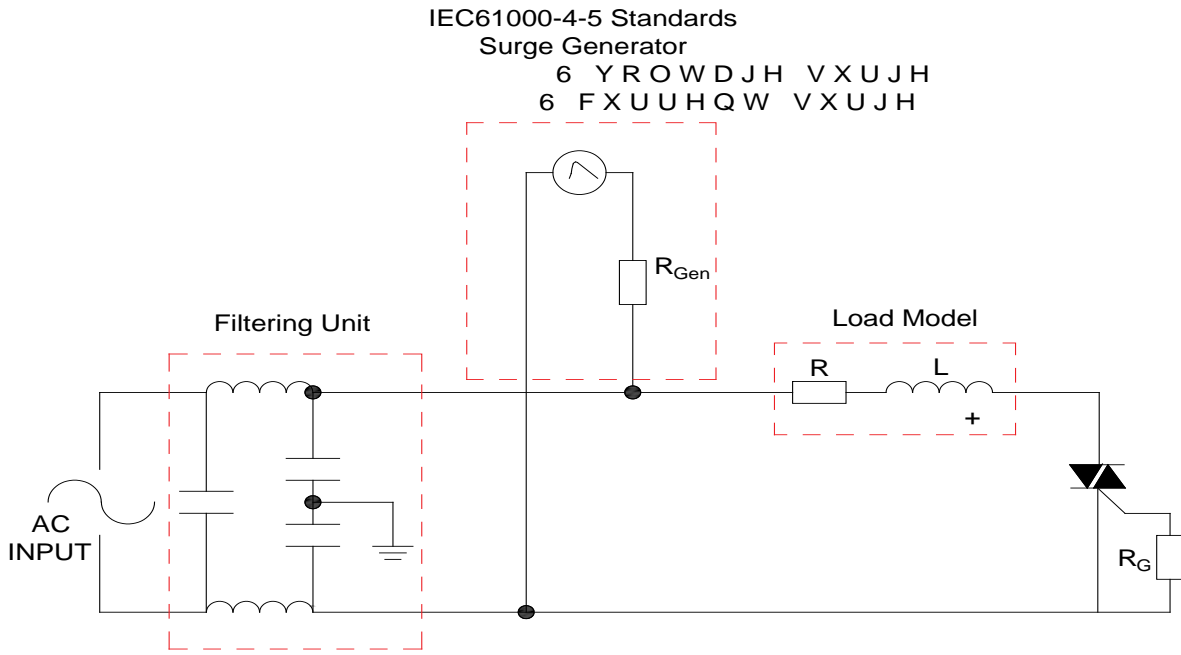 IEC61000-4-5 Standards
Surge Generator
6 YROWDJH VXUJH
6 FXUUHQW VXUJH
RGen
Filtering Unit
Load Model
R
L
+
AC
INPUT
RG